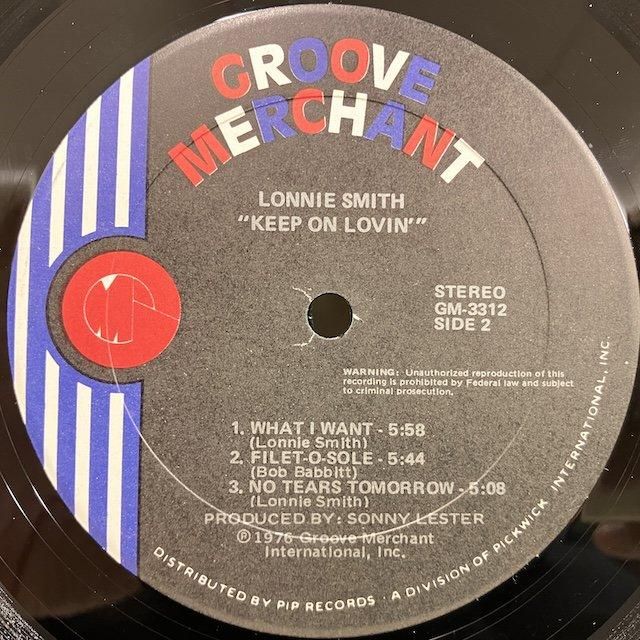 GROOVE
MERCHANT
LONNIE SMITH
"KEEP ON LOVIN'"
STEREO
GM-3312
SIDE 2
WARNING: Unauthorized reproduction of this
recording is prohibited by Federal law and subject
to criminal prosecution.
1. WHAT I WANT - 5:58
(Lonnie Smith)
2. FILET-O-SOLE - 5:44
(Bob Babbitt)
3. NO TEARS TOMORROW - 5:08
(Lonnie Smith)
PRODUCED BY: SONNY LESTER
℗ 1976 Groove Merchant
International, Inc.
DISTRIBUTED BY PIP RECORDS · A DIVISION OF PICKWICK INTERNATIONAL, INC.